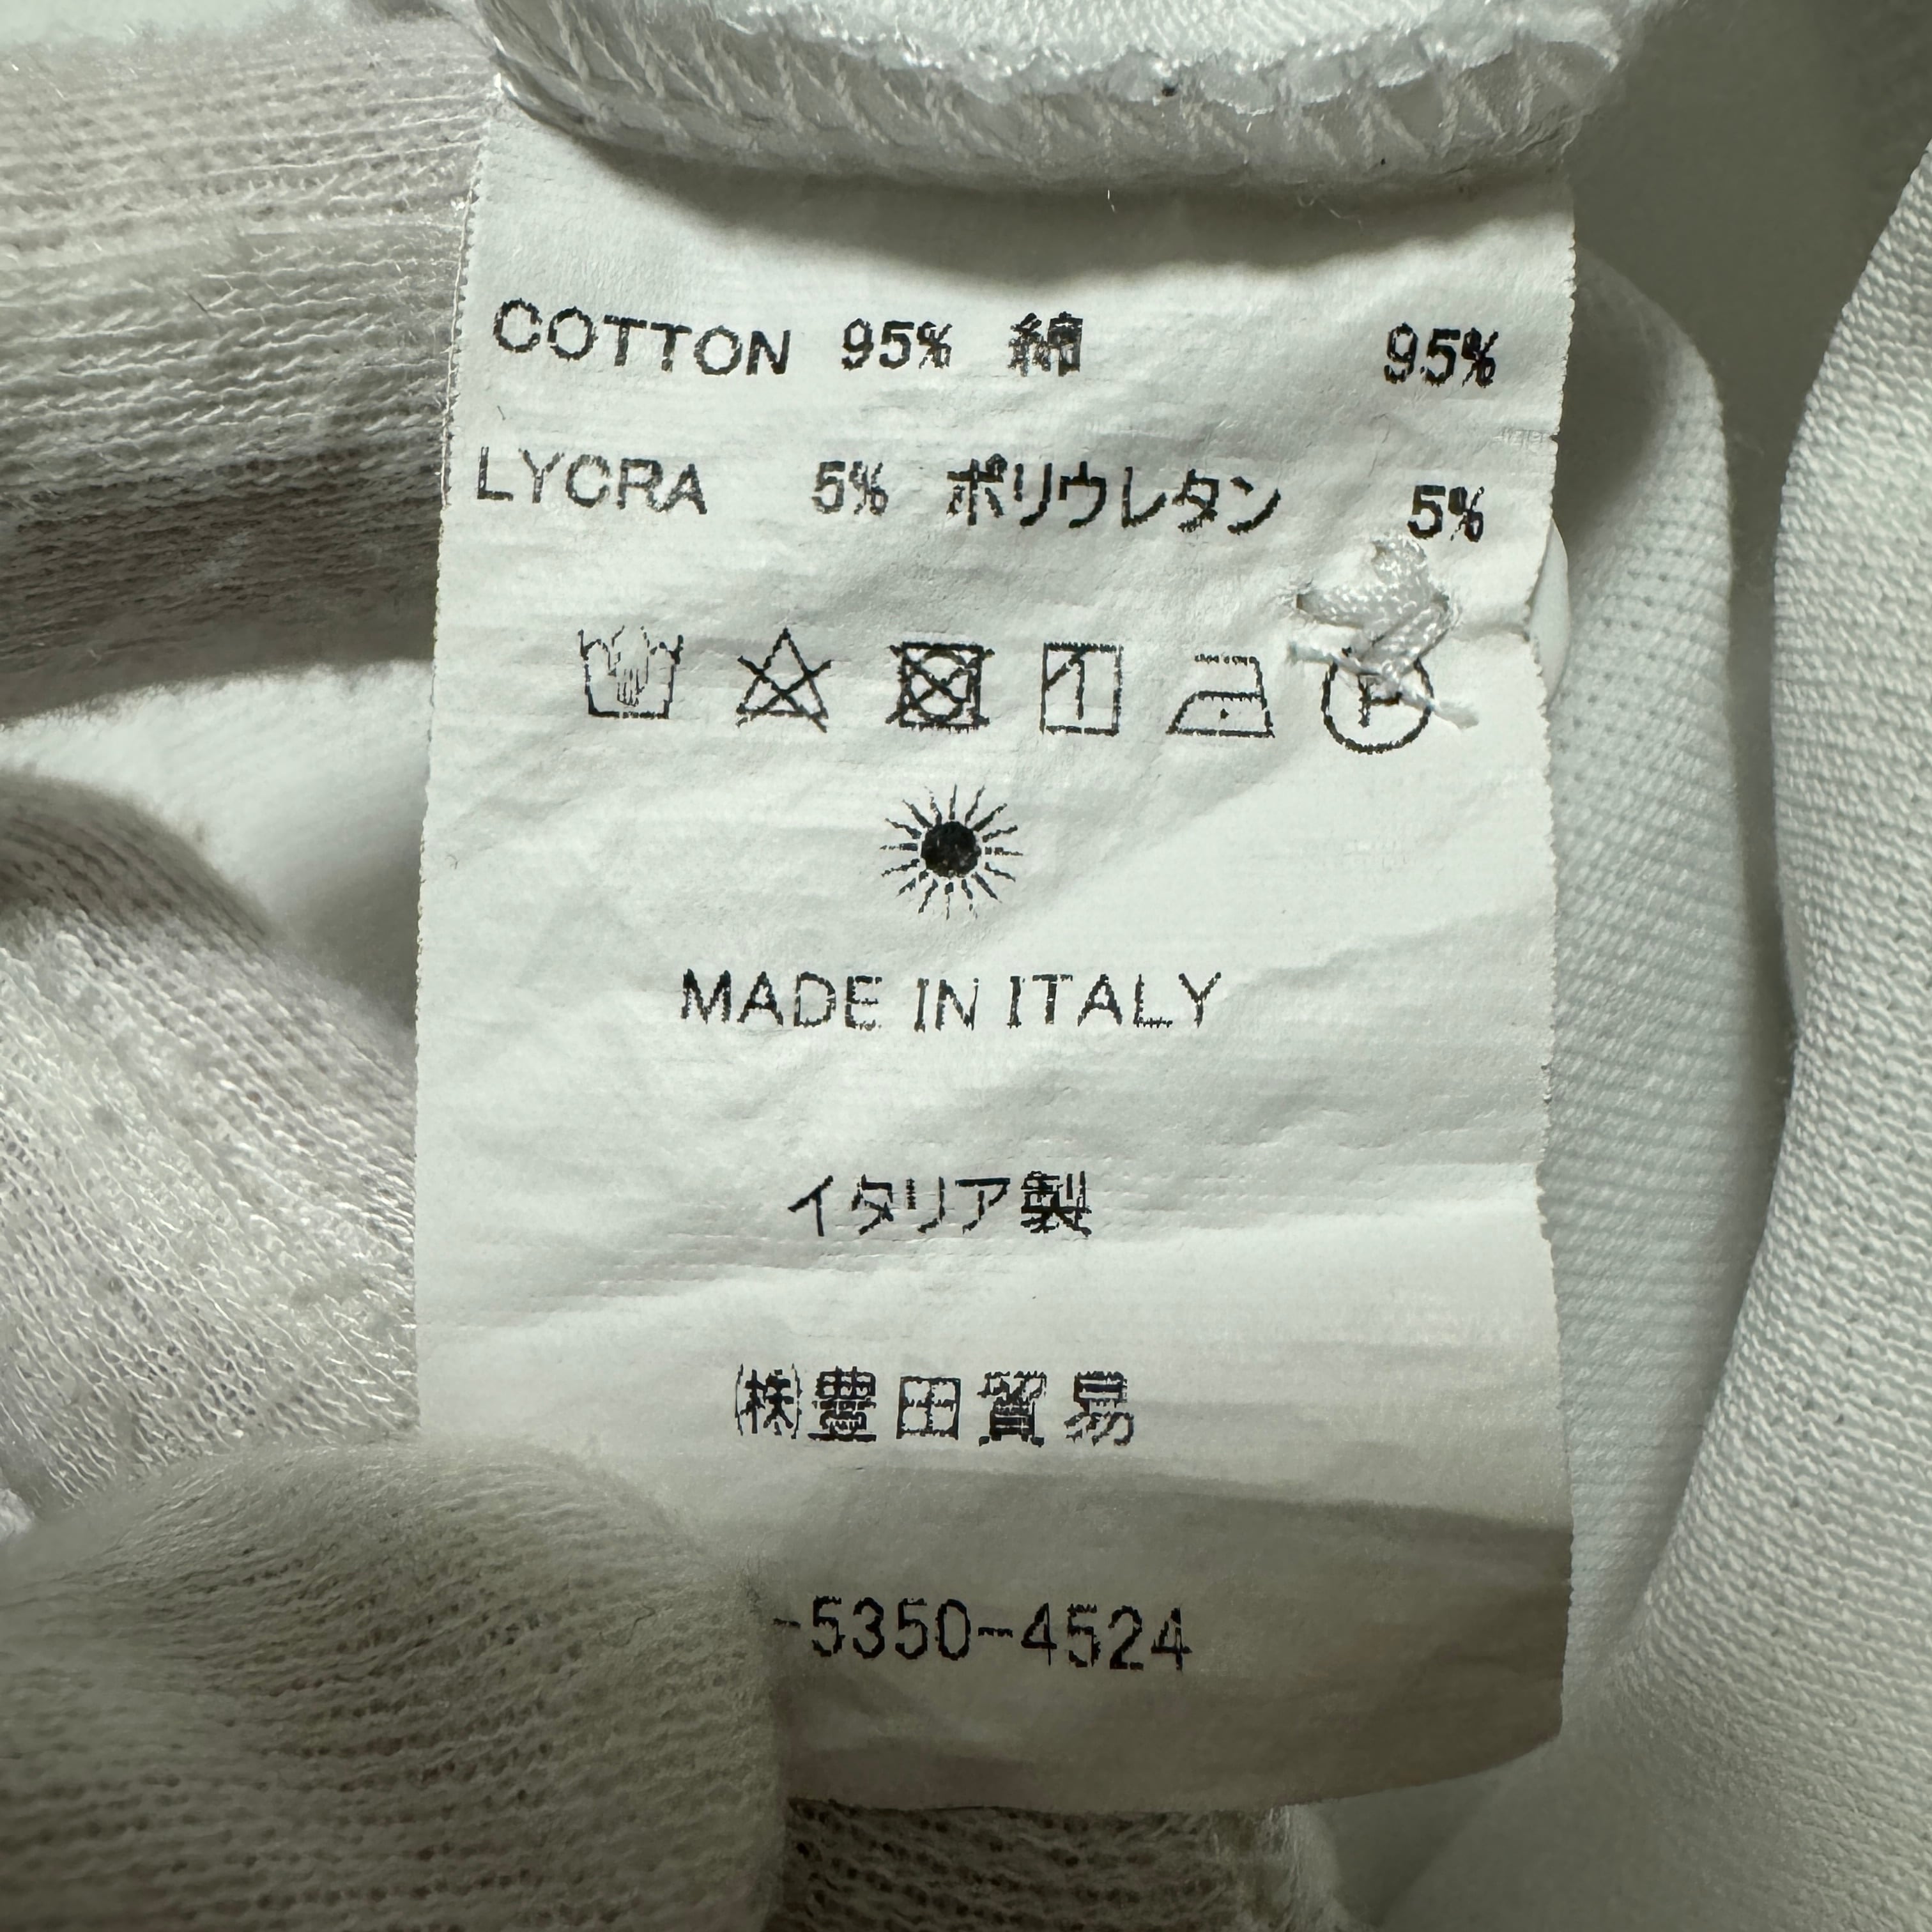 COTTON 95% 綿 95%
LYCRA 5% ポリウレタン 5%
P
MADE IN ITALY
イタリア製
㈱豊田貿易
-5350-4524